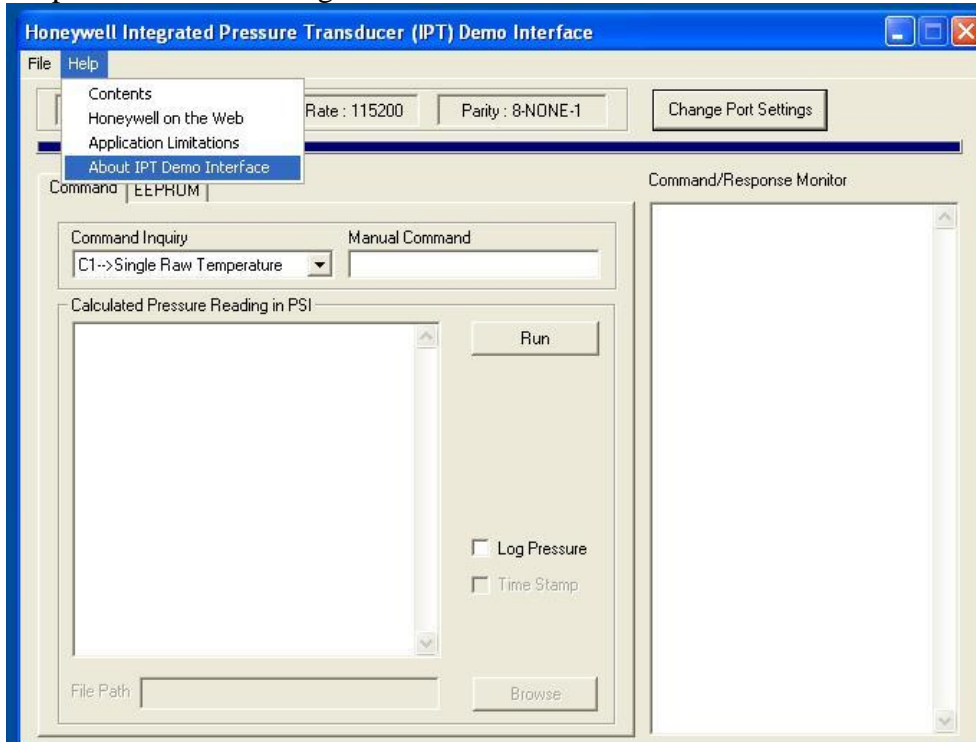 Honeywell Integrated Pressure Transducer (IPT) Demo Interface
File Help
Contents
Honeywell on the Web
Application Limitations
About IPT Demo Interface
Rate : 115200
Parity : 8-NONE-1
Change Port Settings
Command EEPROM
Command/Response Monitor
Command Inquiry
Manual Command
C1-->Single Raw Temperature
Calculated Pressure Reading in PSI
Run
Log Pressure
Time Stamp
File Path
Browse